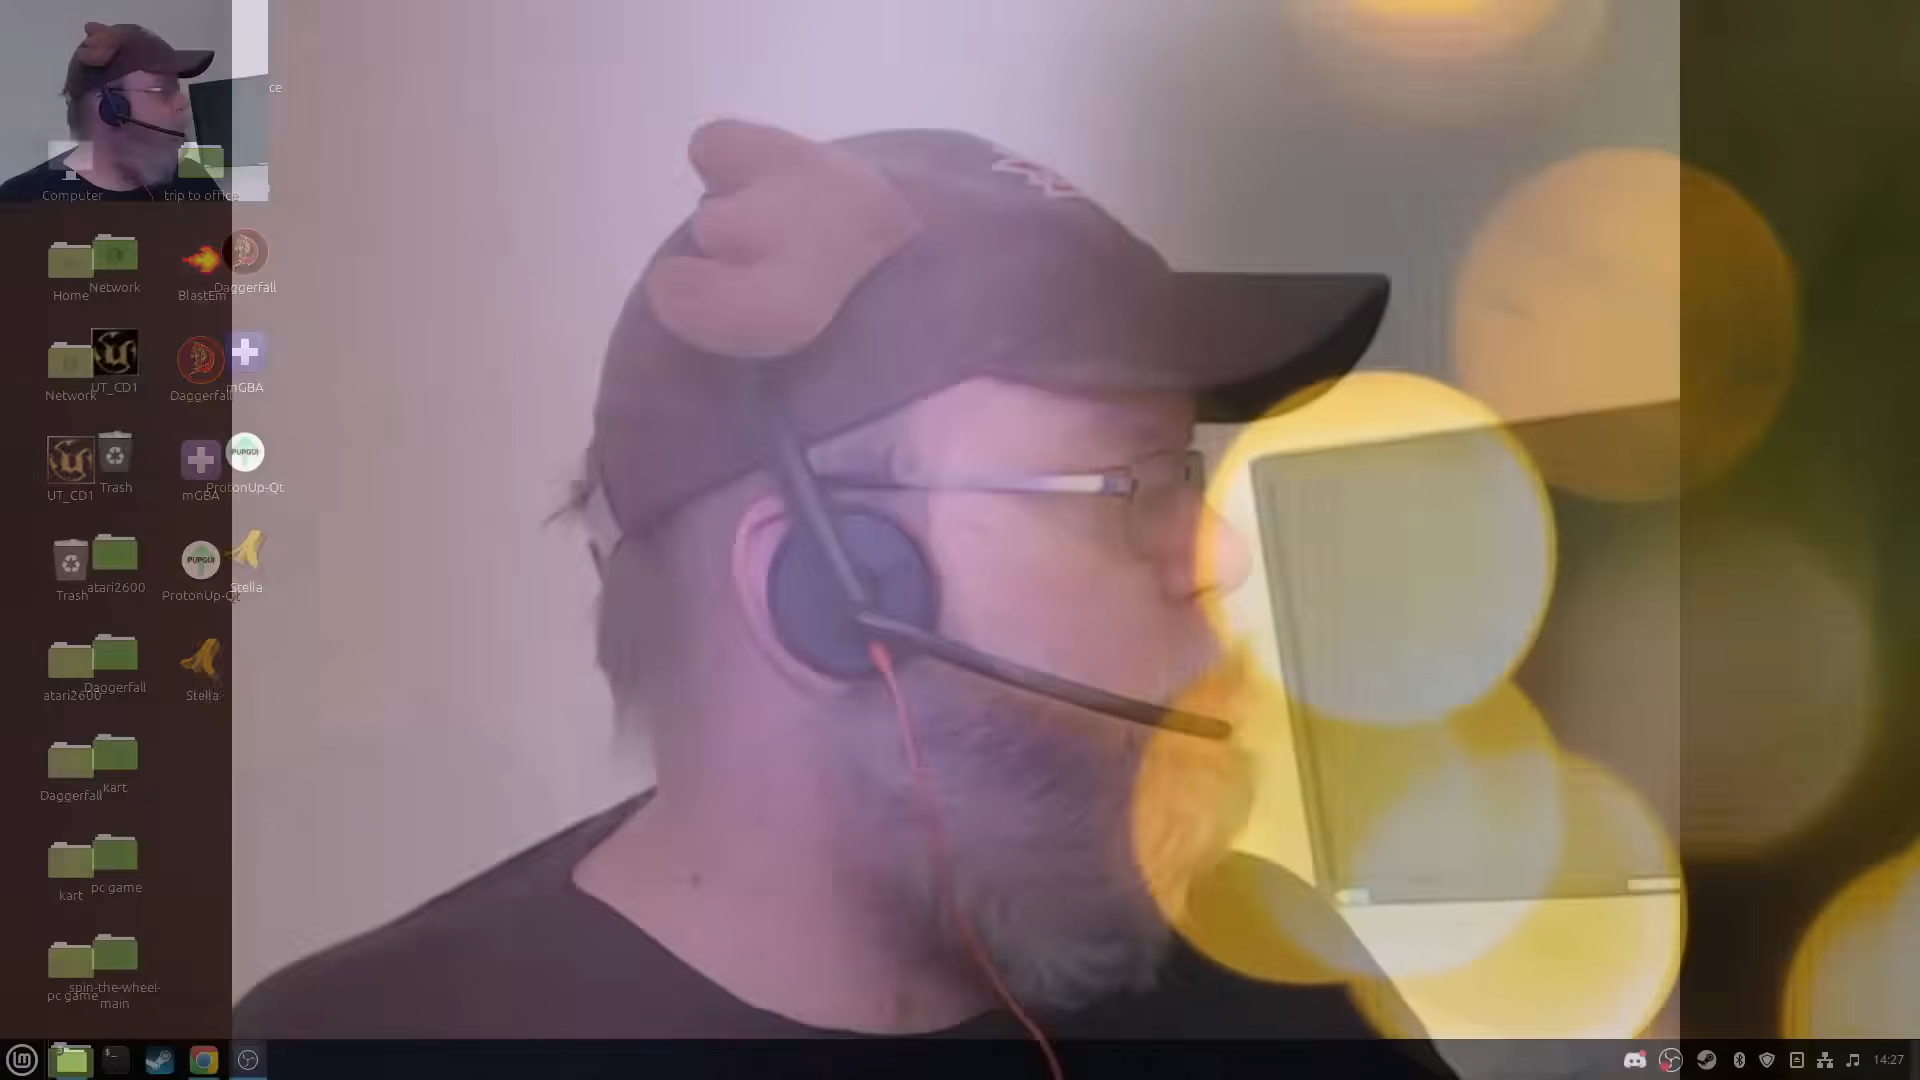 ce
Computer
trip to office
Home
Network
BlastEm
Daggerfall
Network
UT_CD1
Daggerfall
mGBA
UT_CD1
Trash
mGBA
ProtonUp-Qt
Trash
atari2600
ProtonUp-Qt
Stella
atari2600
Daggerfall
Stella
Daggerfall
kart
kart
pc game
pc game
spin-the-wheel-
main
PUPGUI
PUPGUI
14:27